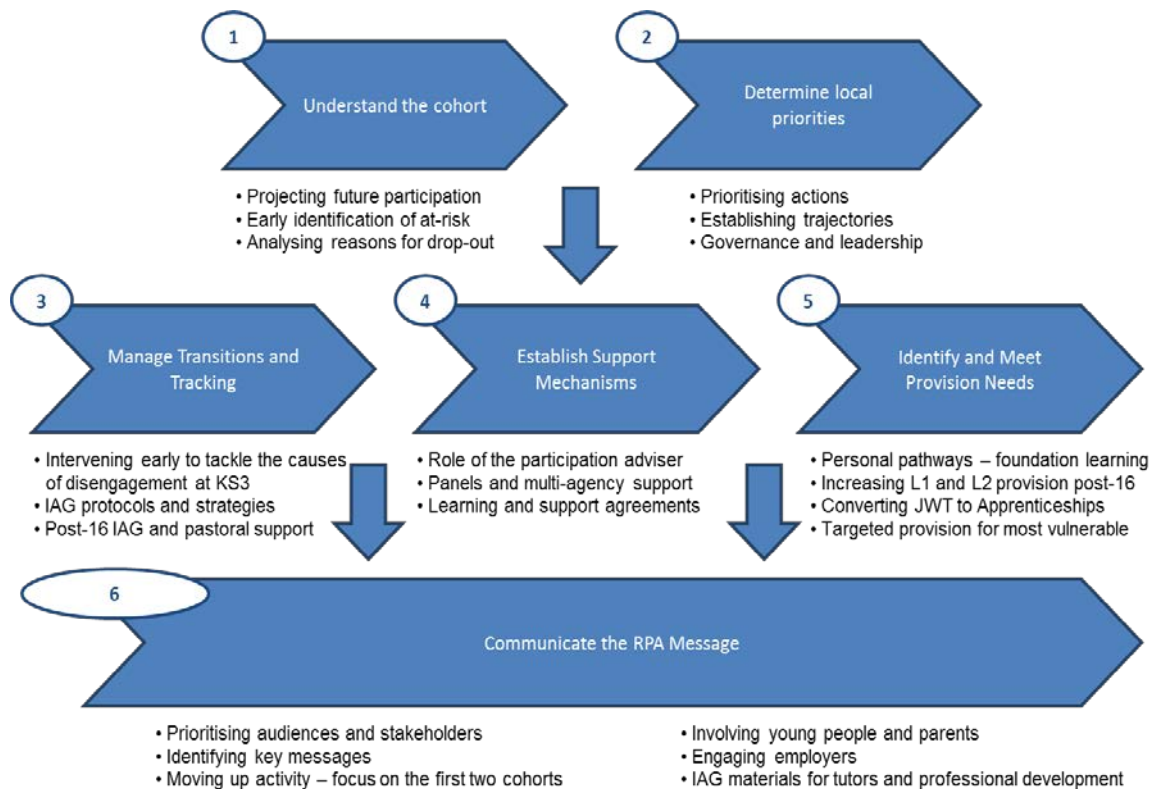 1
Understand the cohort
• Projecting future participation
• Early identification of at-risk
• Analysing reasons for drop-out
2
Determine local
priorities
• Prioritising actions
• Establishing trajectories
• Governance and leadership
3
Manage Transitions and
Tracking
• Intervening early to tackle the causes
of disengagement at KS3
• IAG protocols and strategies
• Post-16 IAG and pastoral support
4
Establish Support
Mechanisms
• Role of the participation adviser
• Panels and multi-agency support
• Learning and support agreements
5
Identify and Meet
Provision Needs
• Personal pathways – foundation learning
• Increasing L1 and L2 provision post-16
• Converting JWT to Apprenticeships
• Targeted provision for most vulnerable
6
Communicate the RPA Message
• Prioritising audiences and stakeholders
• Identifying key messages
• Moving up activity – focus on the first two cohorts
• Involving young people and parents
• Engaging employers
• IAG materials for tutors and professional development